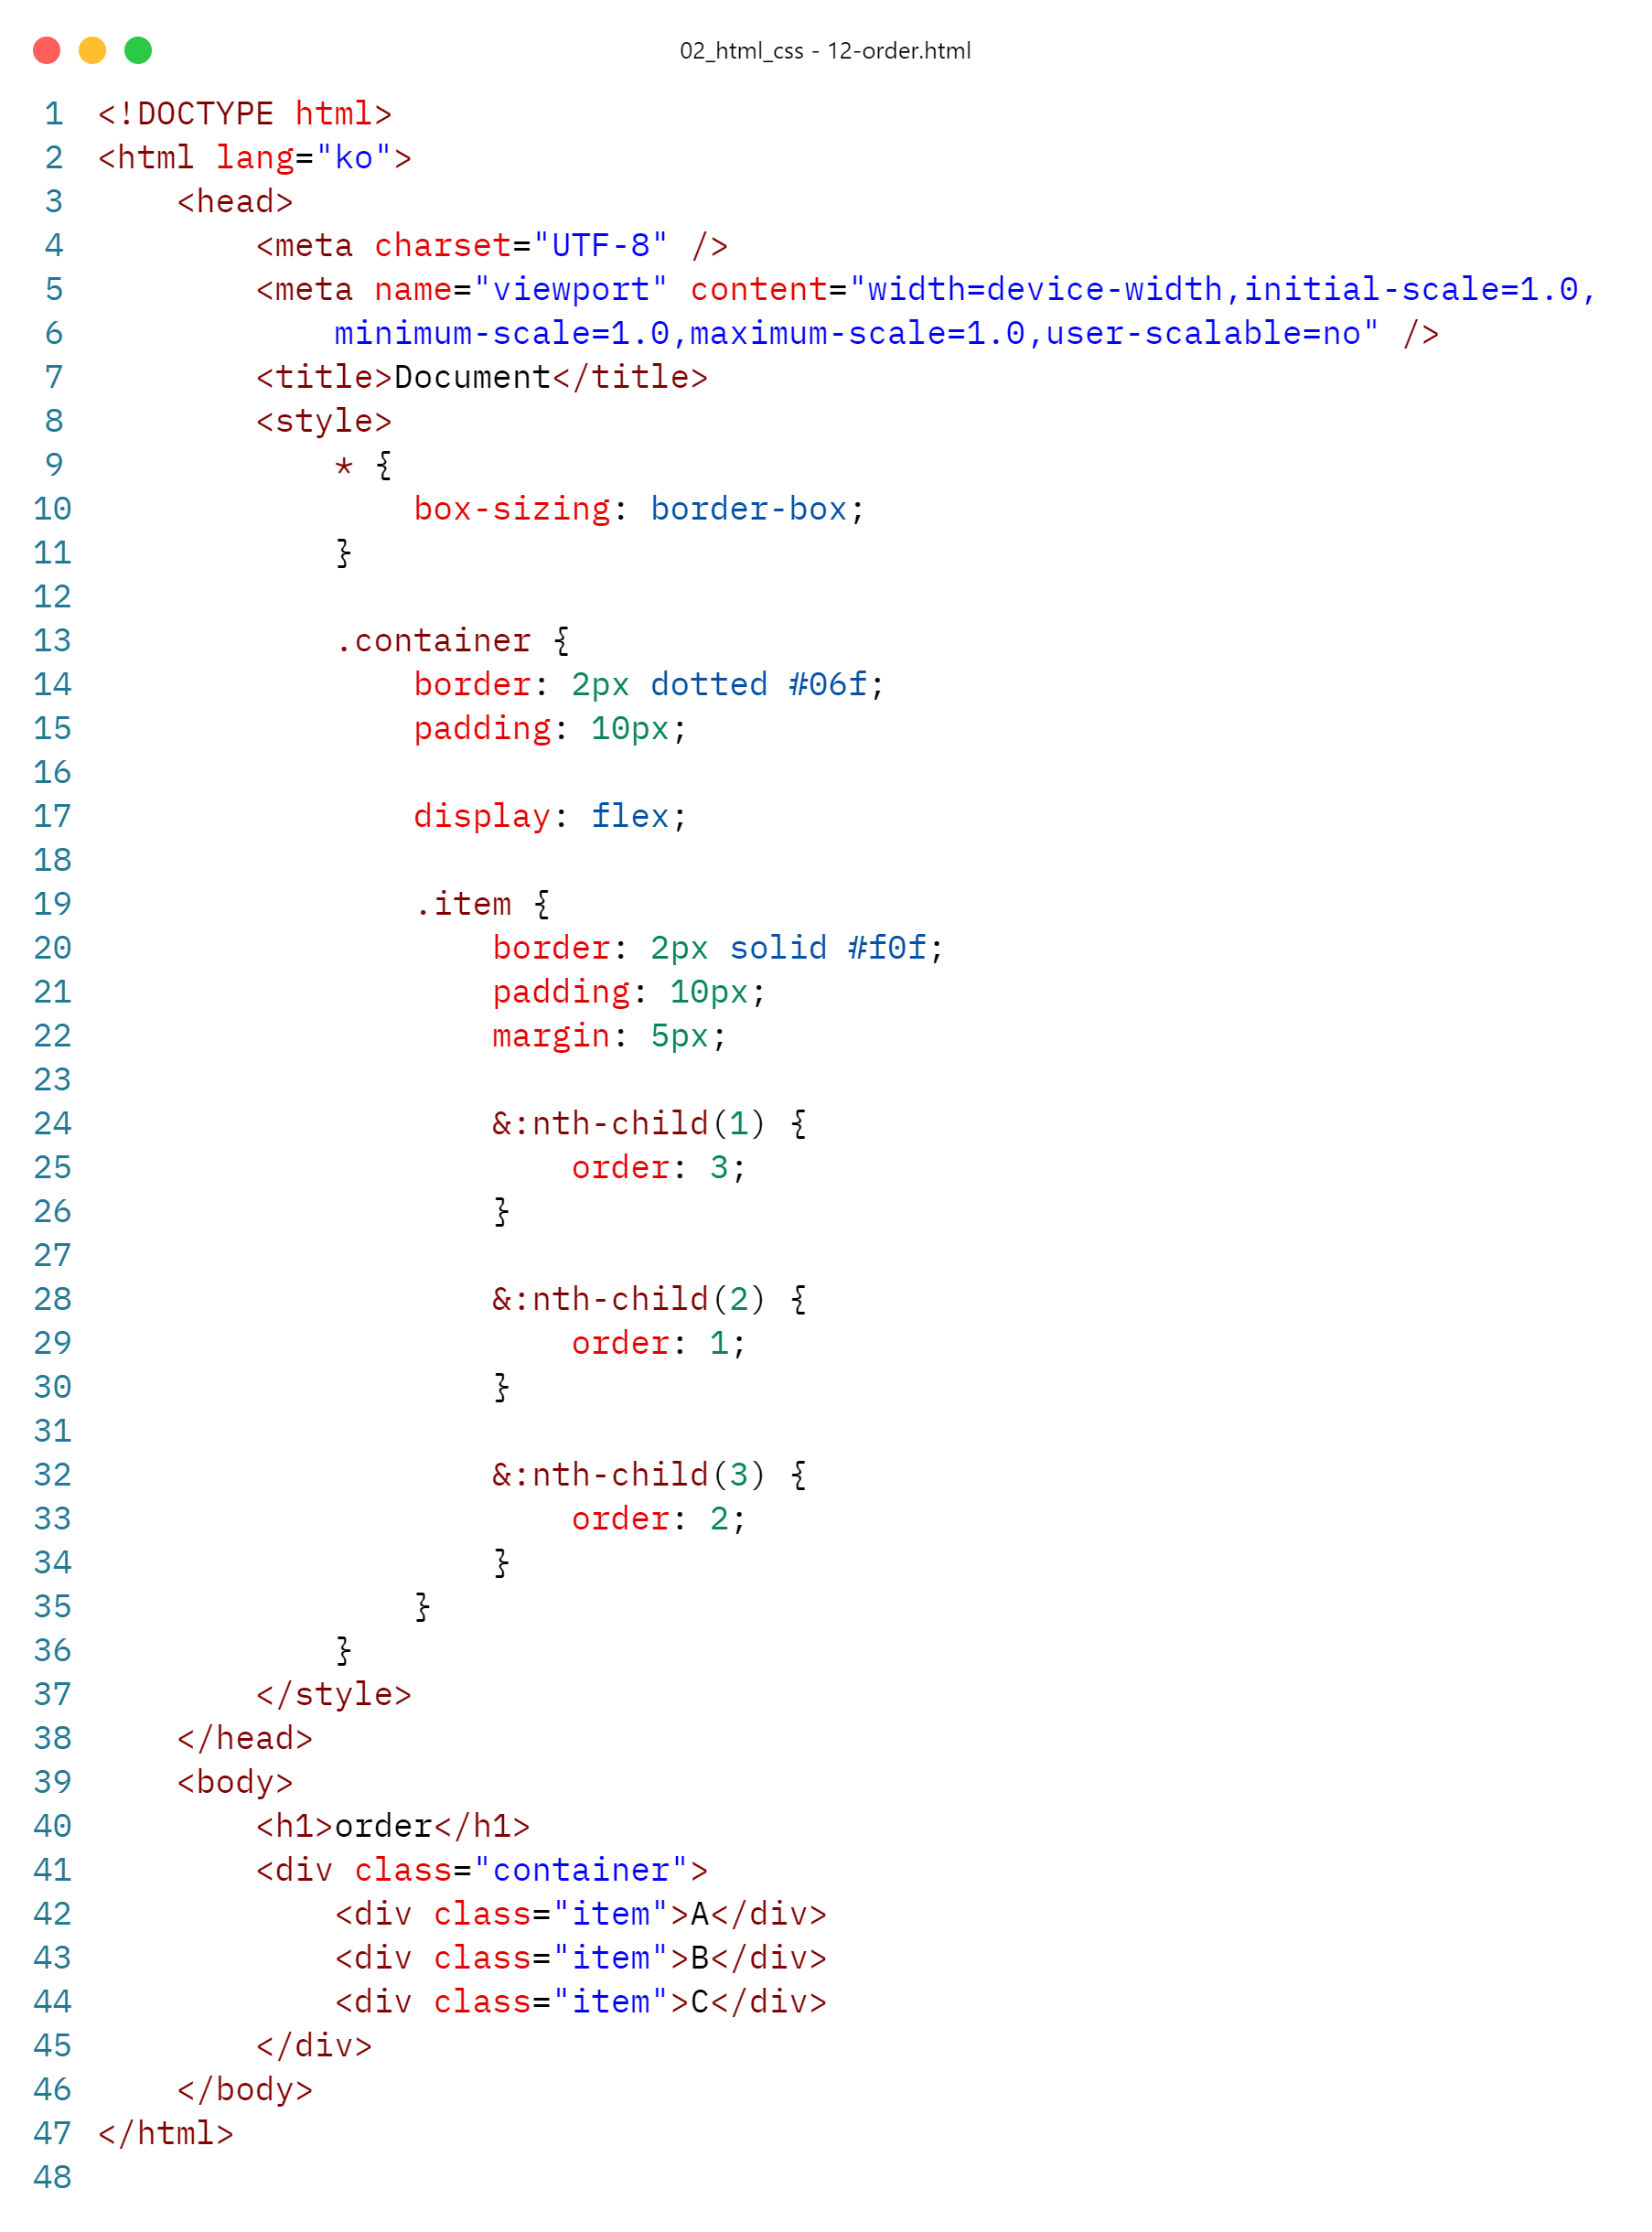 02_html_css - 12-order.html
1 <!DOCTYPE html>
2 <html lang="ko">
3     <head>
4         <meta charset="UTF-8" />
5         <meta name="viewport" content="width=device-width,initial-scale=1.0,
6             minimum-scale=1.0,maximum-scale=1.0,user-scalable=no" />
7         <title>Document</title>
8         <style>
9             * {
10                 box-sizing: border-box;
11             }
12
13             .container {
14                 border: 2px dotted #06f;
15                 padding: 10px;
16
17                 display: flex;
18
19                 .item {
20                     border: 2px solid #f0f;
21                     padding: 10px;
22                     margin: 5px;
23
24                     &:nth-child(1) {
25                         order: 3;
26                     }
27
28                     &:nth-child(2) {
29                         order: 1;
30                     }
31
32                     &:nth-child(3) {
33                         order: 2;
34                     }
35                 }
36             }
37         </style>
38     </head>
39     <body>
40         <h1>order</h1>
41         <div class="container">
42             <div class="item">A</div>
43             <div class="item">B</div>
44             <div class="item">C</div>
45         </div>
46     </body>
47 </html>
48